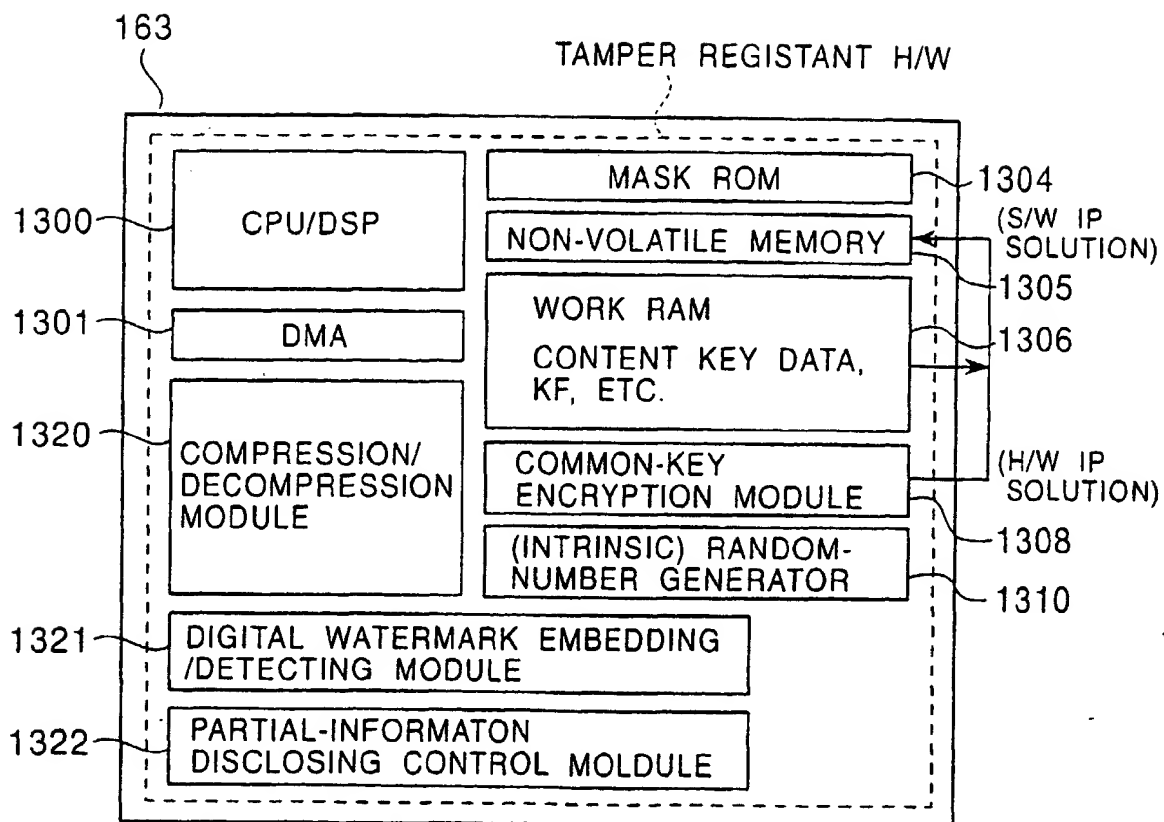 163
TAMPER REGISTANT H/W
1300
CPU/DSP
MASK ROM
1304
NON-VOLATILE MEMORY
(S/W IP
SOLUTION)
1305
1301
DMA
WORK RAM
CONTENT KEY DATA,
KF, ETC.
1306
1320
COMPRESSION/
DECOMPRESSION
MODULE
COMMON-KEY
ENCRYPTION MODULE
(H/W IP
SOLUTION)
1308
(INTRINSIC) RANDOM-
NUMBER GENERATOR
1310
1321
DIGITAL WATERMARK EMBEDDING
/DETECTING MODULE
1322
PARTIAL-INFORMATON
DISCLOSING CONTROL MOLDULE